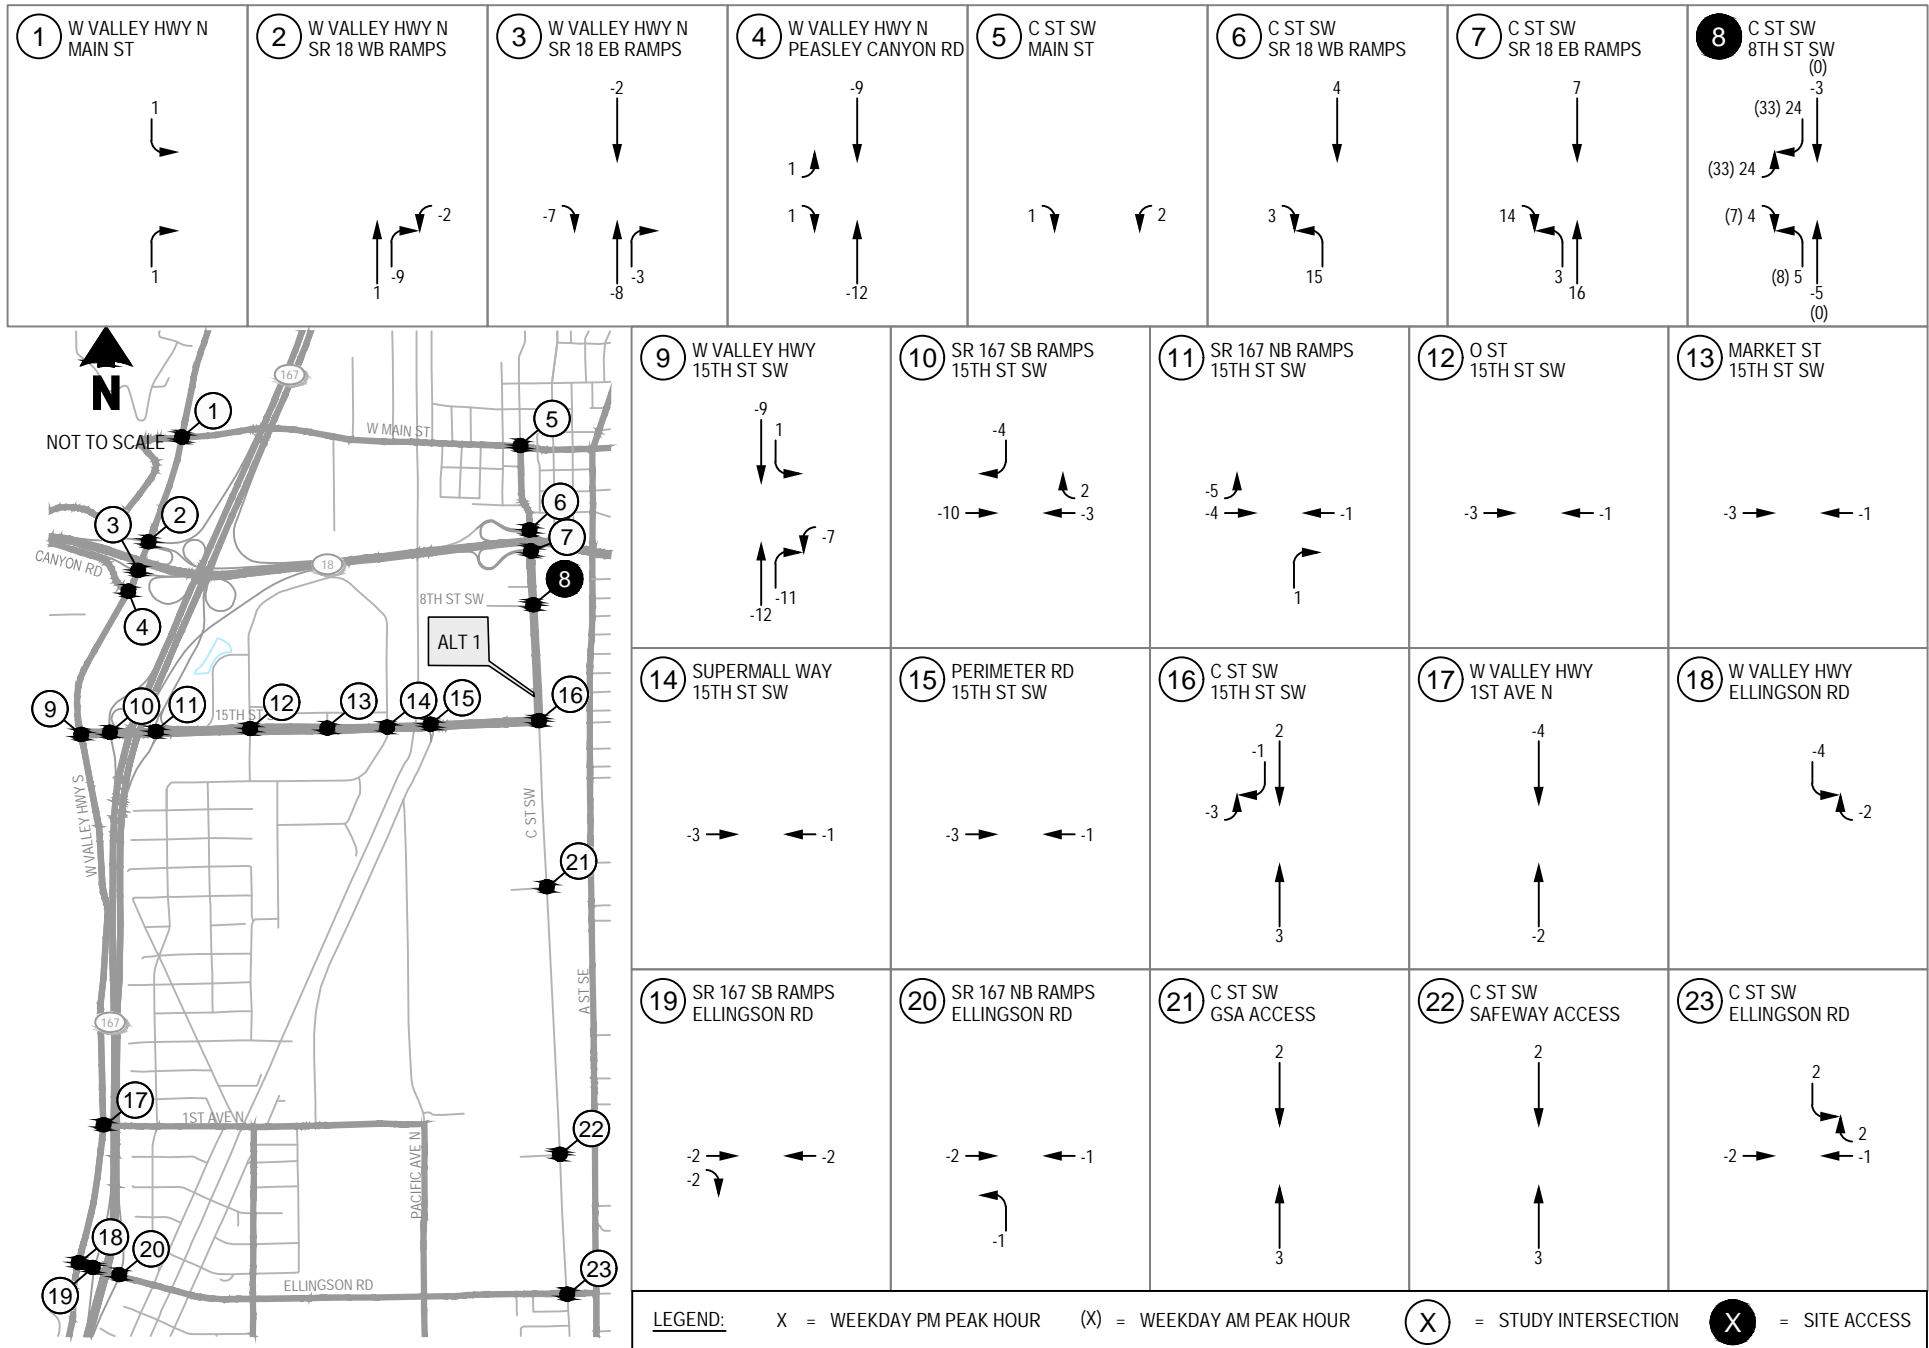 1 W VALLEY HWY N
MAIN ST
1
1
2 W VALLEY HWY N
SR 18 WB RAMPS
-2
-9
1
3 W VALLEY HWY N
SR 18 EB RAMPS
-2
-7
-3
-8
4 W VALLEY HWY N
PEASLEY CANYON RD
-9
1
1
-12
5 C ST SW
MAIN ST
1
2
6 C ST SW
SR 18 WB RAMPS
4
3
15
7 C ST SW
SR 18 EB RAMPS
7
14
3
16
8 C ST SW
8TH ST SW
(0)
-3
(33) 24
(33) 24
(7) 4
(8) 5
-5
(0)
N
NOT TO SCALE
167
1
W MAIN ST
5
2
3
6
7
CANYON RD
18
8
8TH ST SW
4
ALT 1
9
10
11
15TH ST S
12
13
14
15
16
W VALLEY HWY S
C ST SW
21
A ST SE
167
17
1ST AVE N
22
PACIFIC AVE N
18
20
19
ELLINGSON RD
23
9 W VALLEY HWY
15TH ST SW
-9
1
-7
-11
-12
10 SR 167 SB RAMPS
15TH ST SW
-4
2
-10
-3
11 SR 167 NB RAMPS
15TH ST SW
-5
-4
-1
1
12 O ST
15TH ST SW
-3
-1
13 MARKET ST
15TH ST SW
-3
-1
14 SUPERMALL WAY
15TH ST SW
-3
-1
15 PERIMETER RD
15TH ST SW
-3
-1
16 C ST SW
15TH ST SW
2
-1
-3
3
17 W VALLEY HWY
1ST AVE N
-4
-2
18 W VALLEY HWY
ELLINGSON RD
-4
-2
19 SR 167 SB RAMPS
ELLINGSON RD
-2
-2
-2
20 SR 167 NB RAMPS
ELLINGSON RD
-2
-1
-1
21 C ST SW
GSA ACCESS
2
3
22 C ST SW
SAFEWAY ACCESS
2
3
23 C ST SW
ELLINGSON RD
2
2
-2
-1
LEGEND: X = WEEKDAY PM PEAK HOUR (X) = WEEKDAY AM PEAK HOUR X = STUDY INTERSECTION X = SITE ACCESS